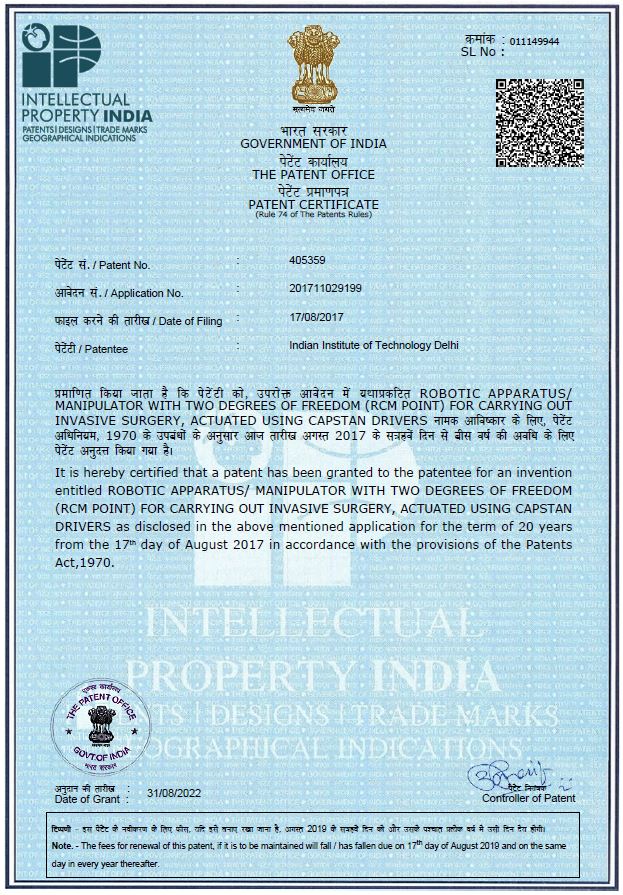 INTELLECTUAL
PROPERTY INDIA
PATENTS | DESIGNS | TRADE MARKS
GEOGRAPHICAL INDICATIONS
क्रमांक : 011149944
SL No :
सत्यमेव जयते
भारत सरकार
GOVERNMENT OF INDIA
पेटेंट कार्यालय
THE PATENT OFFICE
पेटेंट प्रमाणपत्र
PATENT CERTIFICATE
(Rule 74 of The Patents Rules)
पेटेंट सं. / Patent No. : 405359
आवेदन सं. / Application No. : 201711029199
फाइल करने की तारीख / Date of Filing : 17/08/2017
पेटेंटी / Patentee : Indian Institute of Technology Delhi
प्रमाणित किया जाता है कि पेटेंटी को, उपरोक्त आवेदन में यथाप्रकटित ROBOTIC APPARATUS/
MANIPULATOR WITH TWO DEGREES OF FREEDOM (RCM POINT) FOR CARRYING OUT
INVASIVE SURGERY, ACTUATED USING CAPSTAN DRIVERS नामक आविष्कार के लिए, पेटेंट
अधिनियम, 1970 के उपबंधों के अनुसार आज तारीख अगस्त 2017 के सत्रहवें दिन से बीस वर्ष की अवधि के लिए
पेटेंट अनुदत्त किया गया है।
It is hereby certified that a patent has been granted to the patentee for an invention
entitled ROBOTIC APPARATUS/ MANIPULATOR WITH TWO DEGREES OF FREEDOM
(RCM POINT) FOR CARRYING OUT INVASIVE SURGERY, ACTUATED USING CAPSTAN
DRIVERS as disclosed in the above mentioned application for the term of 20 years
from the 17th day of August 2017 in accordance with the provisions of the Patents
Act,1970.
INTELLECTUAL
PROPERTY INDIA
DESIGNS TRADE MARKS
OGRAPHICAL INDICATIONS
THE PATENT OFFICE
GOVT.OF INDIA
भारत सरकार
अनुदान की तारीख :
Date of Grant : 31/08/2022
पेटेंट नियंत्रक
Controller of Patent
टिप्पणी - इस पेटेंट के नवीकरण के लिए फीस, यदि इसे बनाए रखा जाना है, अगस्त 2019 के सत्रहवें दिन को और उसके पश्चात प्रत्येक वर्ष मे उसी दिन देय होगी।
Note. - The fees for renewal of this patent, if it is to be maintained will fall / has fallen due on 17th day of August 2019 and on the same
day in every year thereafter.